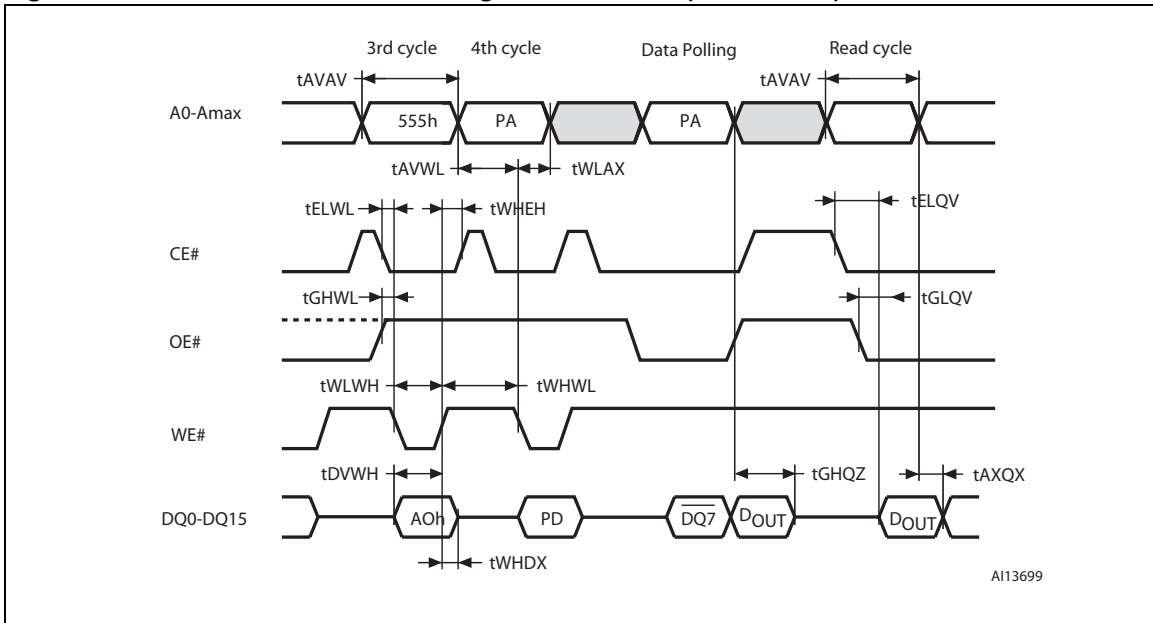 3rd cycle 4th cycle Data Polling Read cycle
tAVAV tAVAV
A0-Amax 555h PA PA
tAVWL tWLAX
tELWL tWHEH tELQV
CE#
tGHWL tGLQV
OE#
tWLWH tWHWL
WE#
tDVWH tGHQZ tAXQX
DQ0-DQ15 AOh PD DQ7 DOUT DOUT
tWHDX
AI13699